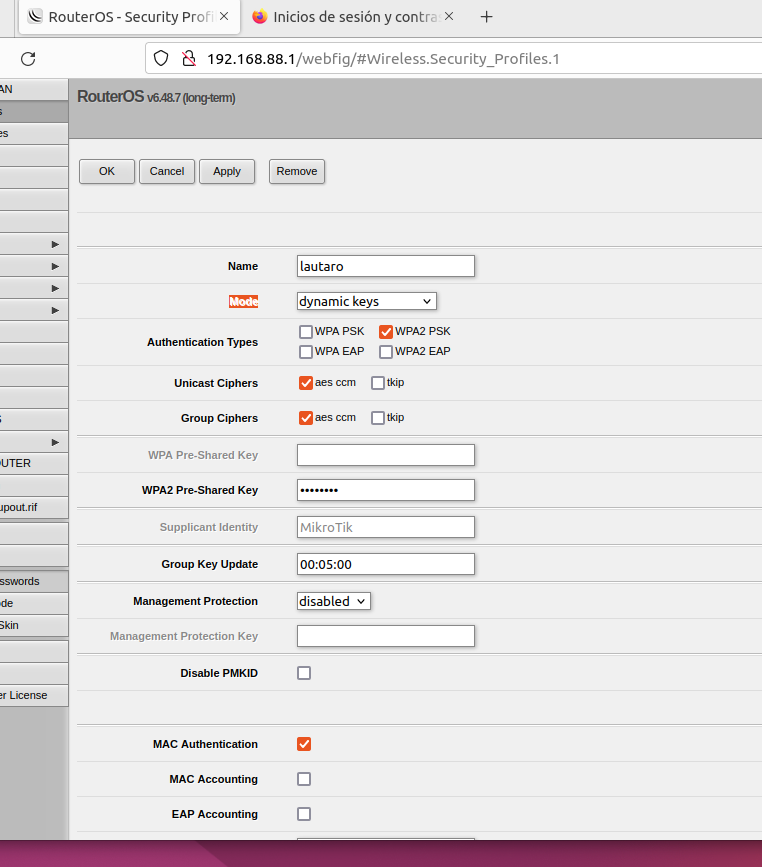 RouterOS - Security Profi
Inicios de sesión y contra
192.168.88.1/webfig/#Wireless.Security_Profiles.1
RouterOS v6.48.7 (long-term)
OK Cancel Apply Remove
Name lautaro
Mode dynamic keys
Authentication Types
WPA PSK WPA2 PSK
WPA EAP WPA2 EAP
Unicast Ciphers aes ccm tkip
Group Ciphers aes ccm tkip
WPA Pre-Shared Key
WPA2 Pre-Shared Key ••••••••
Supplicant Identity MikroTik
Group Key Update 00:05:00
Management Protection disabled
Management Protection Key
Disable PMKID
MAC Authentication
MAC Accounting
EAP Accounting
AN
s
es
S
OUTER
upout.rif
sswords
de
Skin
er License